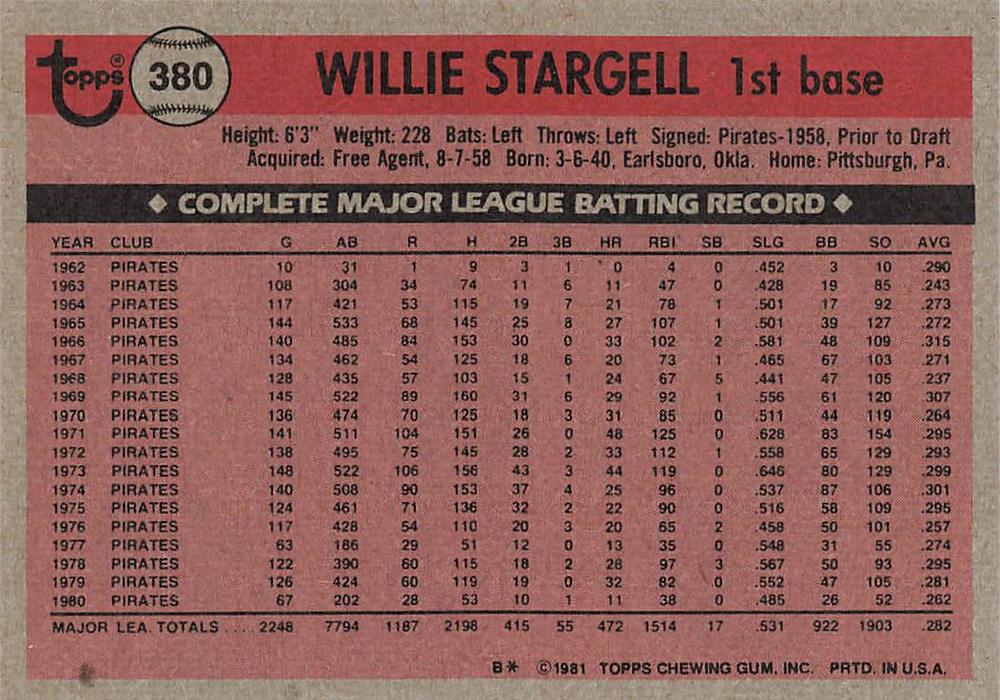 Topps® 380 WILLIE STARGELL 1st base
Height: 6'3" Weight: 228 Bats: Left Throws: Left Signed: Pirates-1958, Prior to Draft
Acquired: Free Agent, 8-7-58 Born: 3-6-40, Earlsboro, Okla. Home: Pittsburgh, Pa.
◆ COMPLETE MAJOR LEAGUE BATTING RECORD ◆
YEAR CLUB G AB R H 2B 3B HR RBI SB SLG BB SO AVG
1962 PIRATES 10 31 1 9 3 1 0 4 0 .452 3 10 .290
1963 PIRATES 108 304 34 74 11 6 11 47 0 .428 19 85 .243
1964 PIRATES 117 421 53 115 19 7 21 78 1 .501 17 92 .273
1965 PIRATES 144 533 68 145 25 8 27 107 1 .501 39 127 .272
1966 PIRATES 140 485 84 153 30 0 33 102 2 .581 48 109 .315
1967 PIRATES 134 462 54 125 18 6 20 73 1 .465 67 103 .271
1968 PIRATES 128 435 57 103 15 1 24 67 5 .441 47 105 .237
1969 PIRATES 145 522 89 160 31 6 29 92 1 .556 61 120 .307
1970 PIRATES 136 474 70 125 18 3 31 85 0 .511 44 119 .264
1971 PIRATES 141 511 104 151 26 0 48 125 0 .628 83 154 .295
1972 PIRATES 138 495 75 145 28 2 33 112 1 .558 65 129 .293
1973 PIRATES 148 522 106 156 43 3 44 119 0 .646 80 129 .299
1974 PIRATES 140 508 90 153 37 4 25 96 0 .537 87 106 .301
1975 PIRATES 124 461 71 136 32 2 22 90 0 .516 58 109 .295
1976 PIRATES 117 428 54 110 20 3 20 65 2 .458 50 101 .257
1977 PIRATES 63 186 29 51 12 0 13 35 0 .548 31 55 .274
1978 PIRATES 122 390 60 115 18 2 28 97 3 .567 50 93 .295
1979 PIRATES 126 424 60 119 19 0 32 82 0 .552 47 105 .281
1980 PIRATES 67 202 28 53 10 1 11 38 0 .485 26 52 .262
MAJOR LEA. TOTALS .... 2248 7794 1187 2198 415 55 472 1514 17 .531 922 1903 .282
B* ©1981 TOPPS CHEWING GUM, INC. PRTD. IN U.S.A.